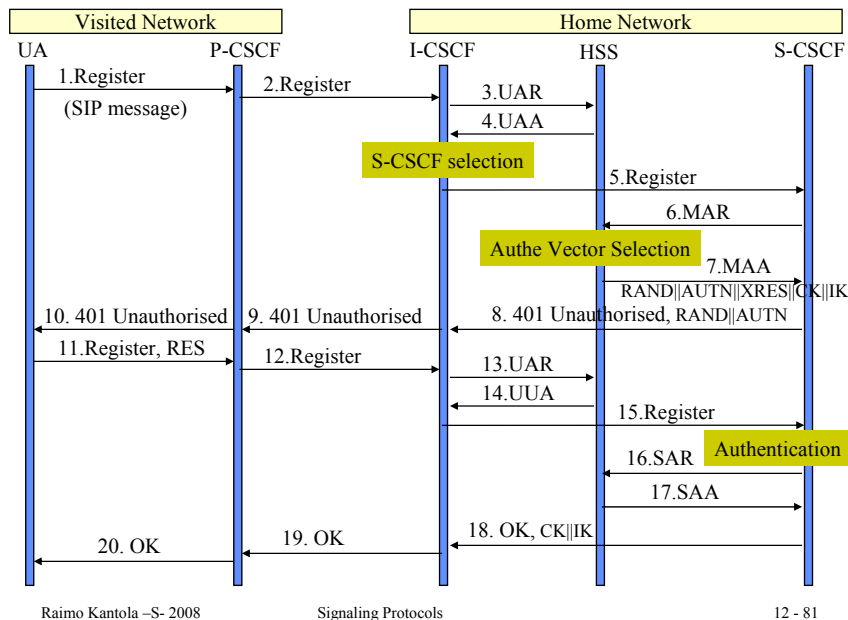 Visited Network
Home Network
UA
P-CSCF
I-CSCF
HSS
S-CSCF
1.Register
(SIP message)
2.Register
3.UAR
4.UAA
S-CSCF selection
5.Register
6.MAR
Authe Vector Selection
7.MAA
RAND||AUTN||XRES||CK||IK
10. 401 Unauthorised
9. 401 Unauthorised
8. 401 Unauthorised, RAND||AUTN
11.Register, RES
12.Register
13.UAR
14.UUA
15.Register
Authentication
16.SAR
17.SAA
18. OK, CK||IK
19. OK
20. OK
Raimo Kantola –S- 2008
Signaling Protocols
12 - 81